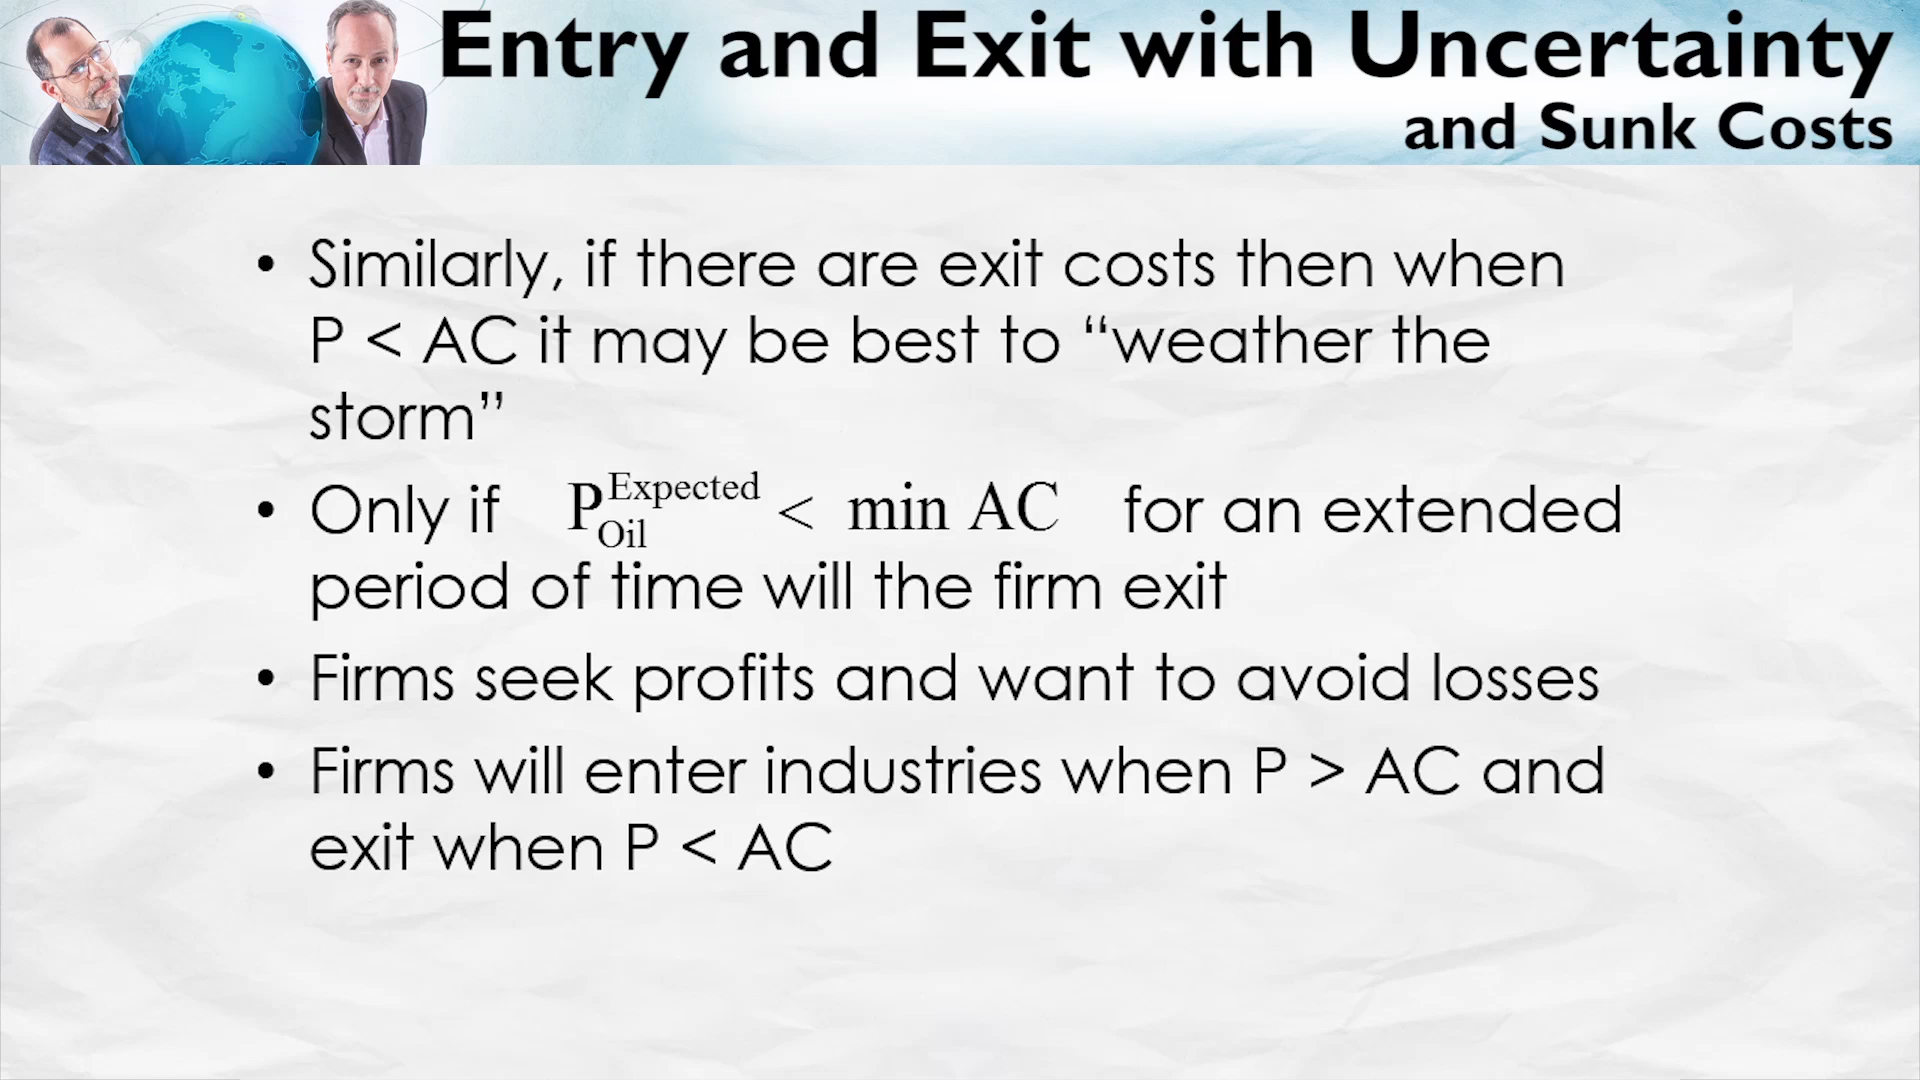 Entry and Exit with Uncertainty
and Sunk Costs
• Similarly, if there are exit costs then when
P < AC it may be best to “weather the
storm”
• Only if P Expected Oil < min AC for an extended
period of time will the firm exit
• Firms seek profits and want to avoid losses
• Firms will enter industries when P > AC and
exit when P < AC